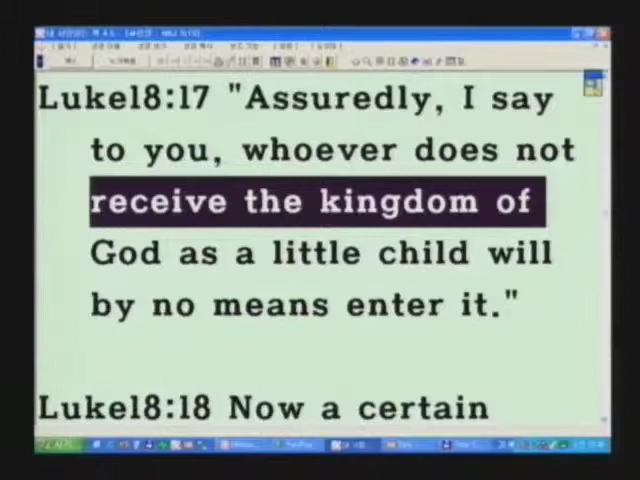 Luke18:17 "Assuredly, I say
to you, whoever does not
receive the kingdom of
God as a little child will
by no means enter it."
Luke18:18 Now a certain